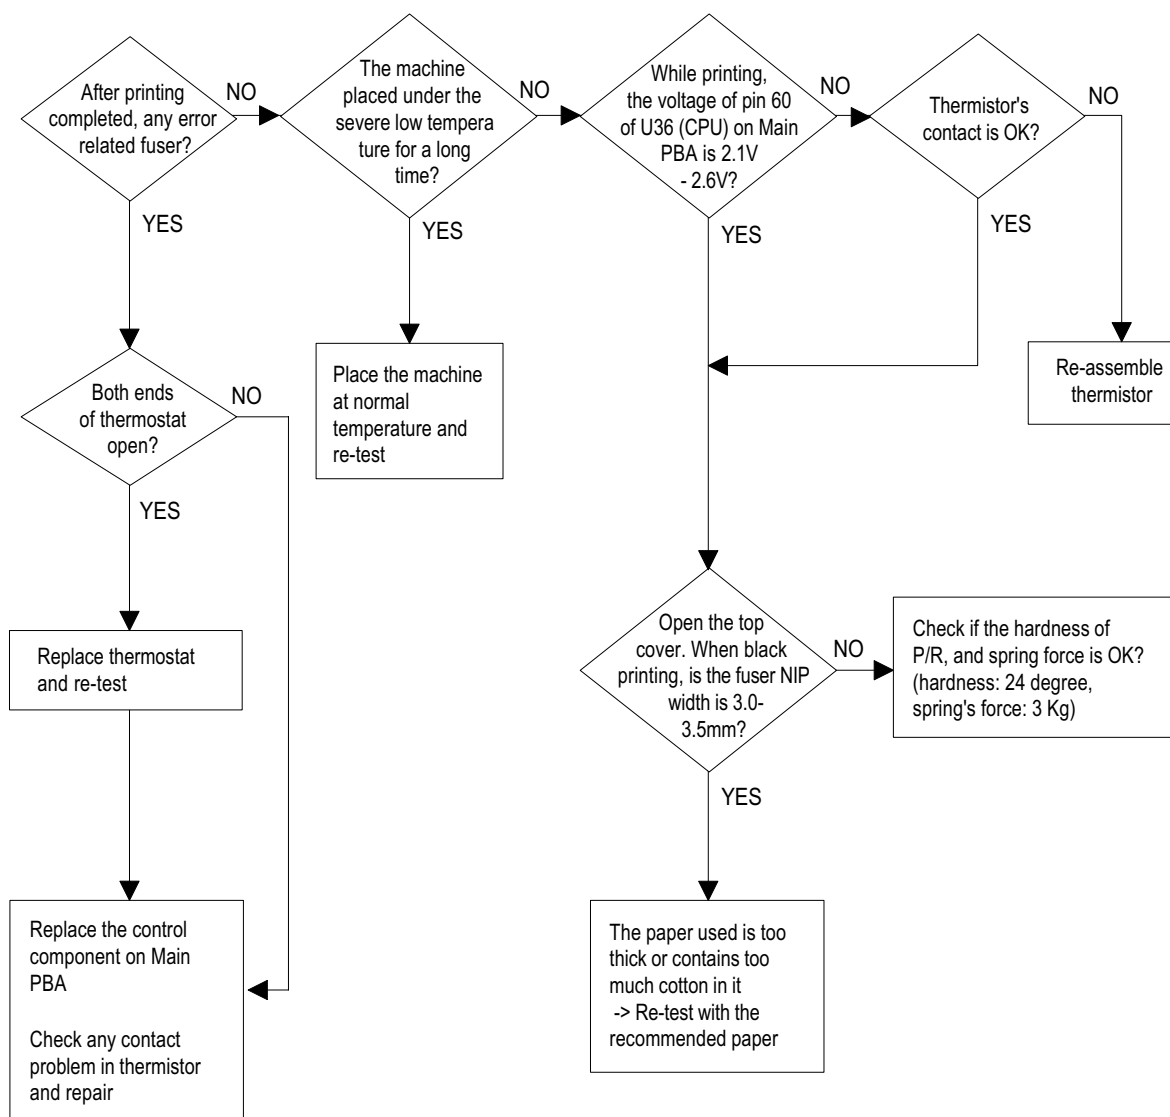 After printing
completed, any error
related fuser?
NO
YES
The machine
placed under the
severe low tempera
ture for a long
time?
NO
YES
While printing,
the voltage of pin 60
of U36 (CPU) on Main
PBA is 2.1V
- 2.6V?
NO
YES
Thermistor's
contact is OK?
NO
YES
Re-assemble
thermistor
Place the machine
at normal
temperature and
re-test
Both ends
of thermostat
open?
NO
YES
Replace thermostat
and re-test
Replace the control
component on Main
PBA
Check any contact
problem in thermistor
and repair
Open the top
cover. When black
printing, is the fuser NIP
width is 3.0-
3.5mm?
NO
YES
Check if the hardness of
P/R, and spring force is OK?
(hardness: 24 degree,
spring's force: 3 Kg)
The paper used is too
thick or contains too
much cotton in it
-> Re-test with the
recommended paper